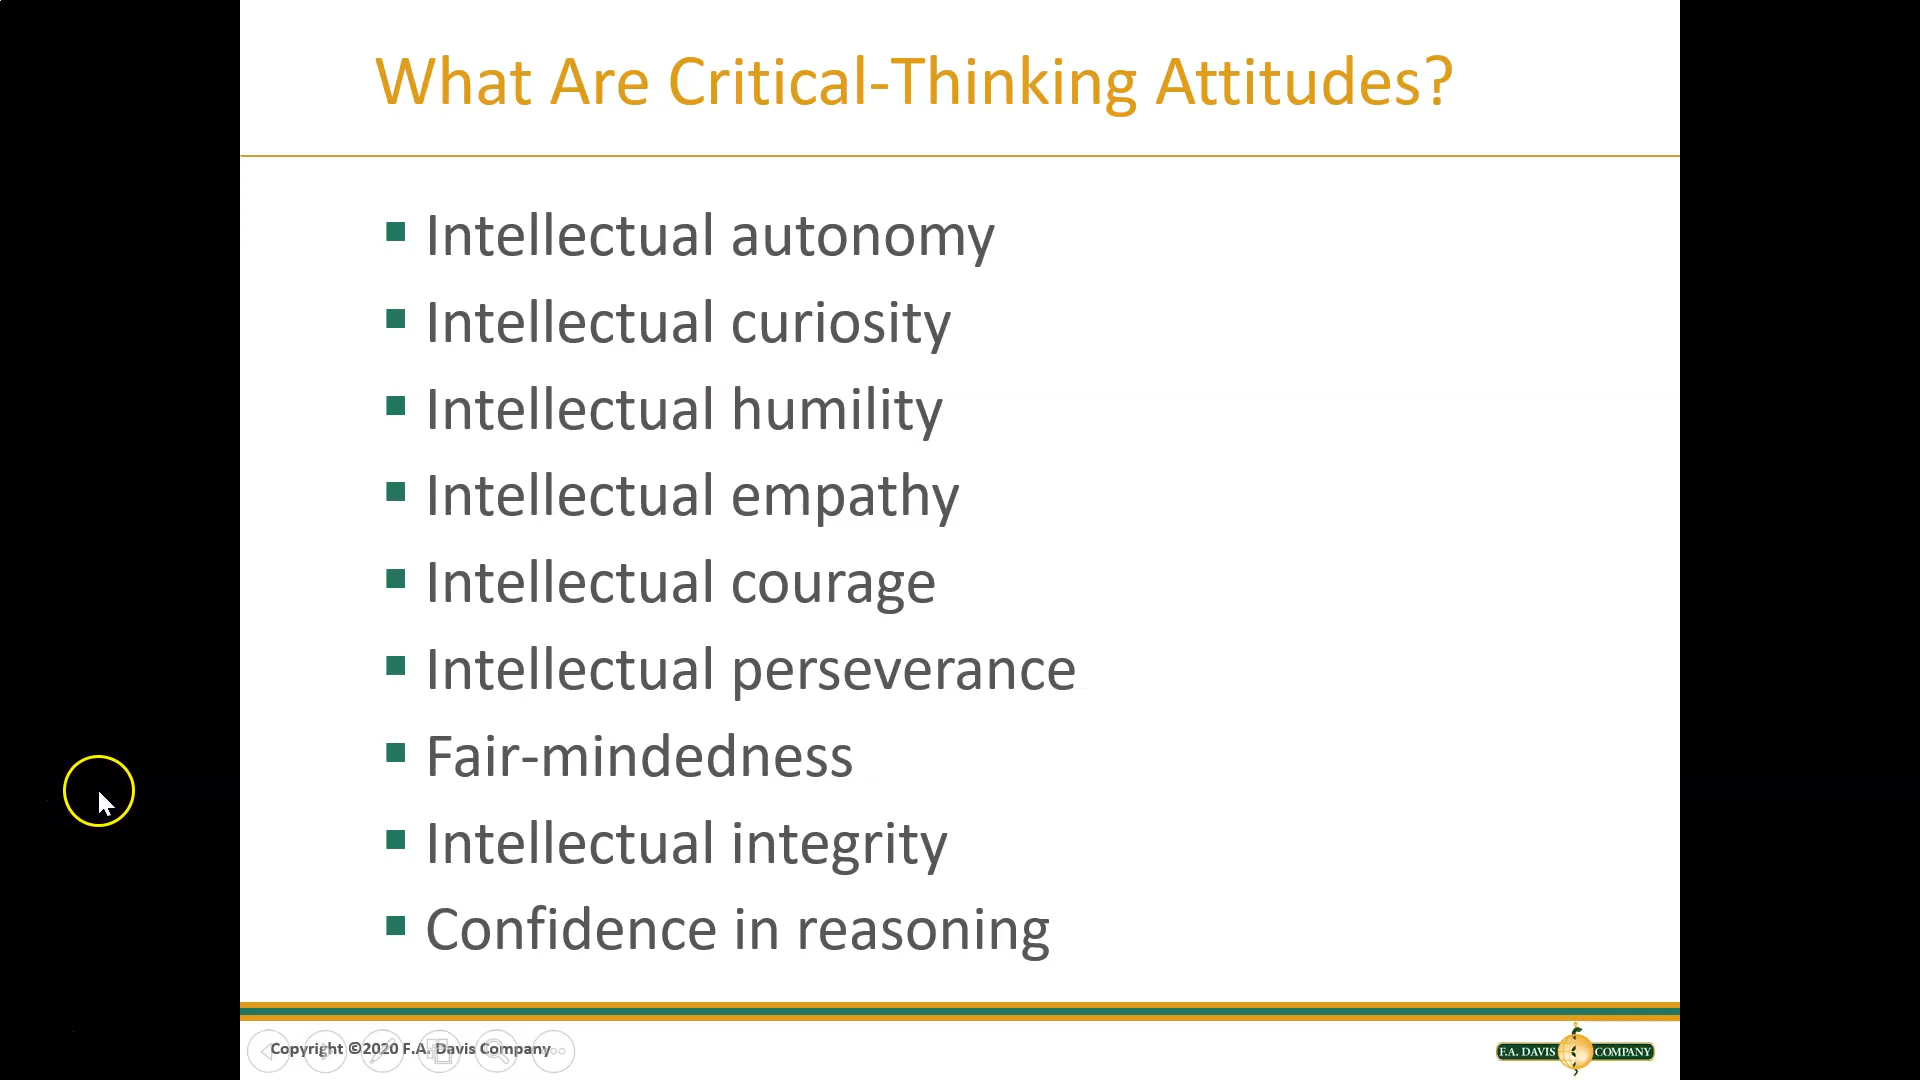 What Are Critical-Thinking Attitudes?
Intellectual autonomy
Intellectual curiosity
Intellectual humility
Intellectual empathy
Intellectual courage
Intellectual perseverance
Fair-mindedness
Intellectual integrity
Confidence in reasoning
Copyright ©2020 F.A. Davis Company
F.A. DAVIS COMPANY